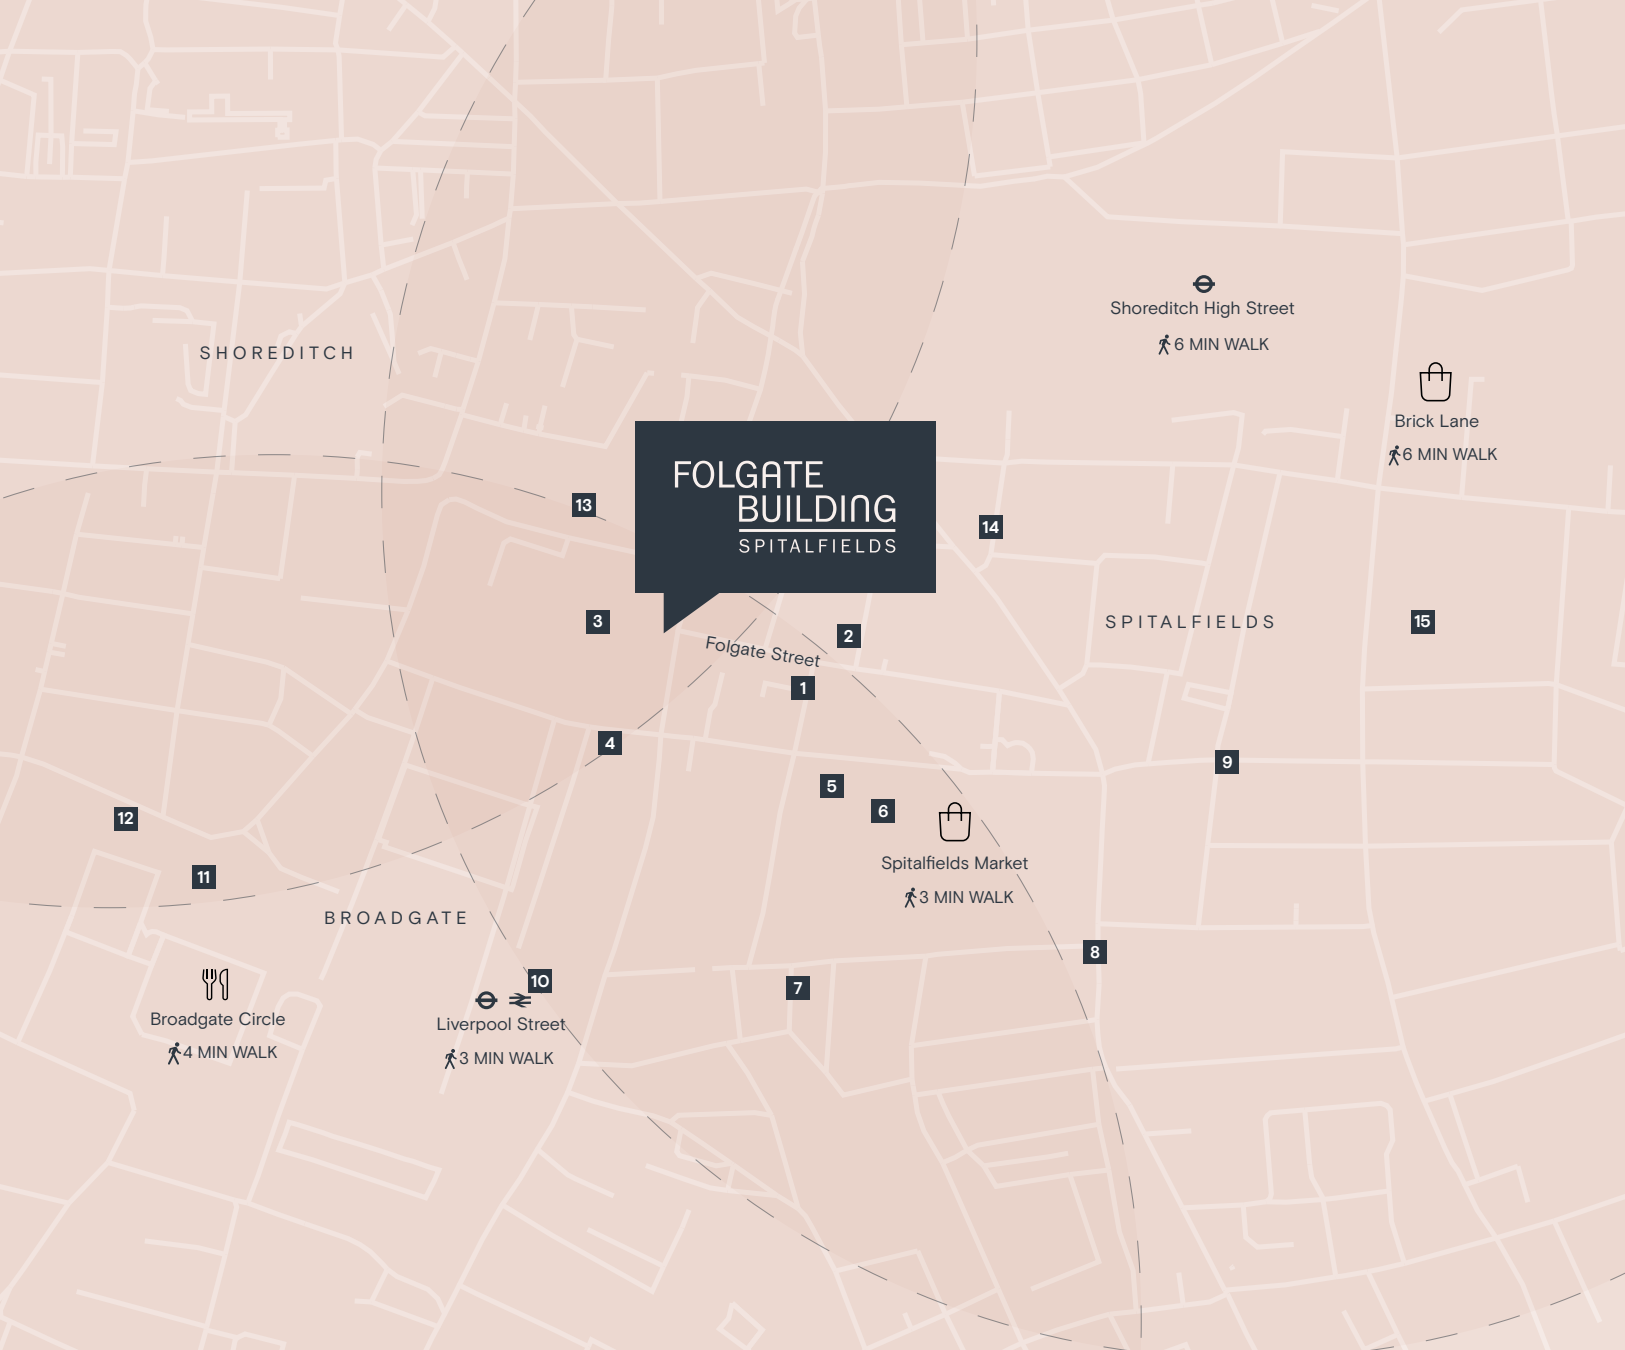 Shoreditch High Street
6 MIN WALK
SHOREDITCH
Brick Lane
6 MIN WALK
FOLGATE
BUILDING
SPITALFIELDS
13
14
3
SPITALFIELDS
15
2
Folgate Street
1
4
9
5
6
12
Spitalfields Market
3 MIN WALK
11
BROADGATE
8
10
7
Broadgate Circle
4 MIN WALK
Liverpool Street
3 MIN WALK